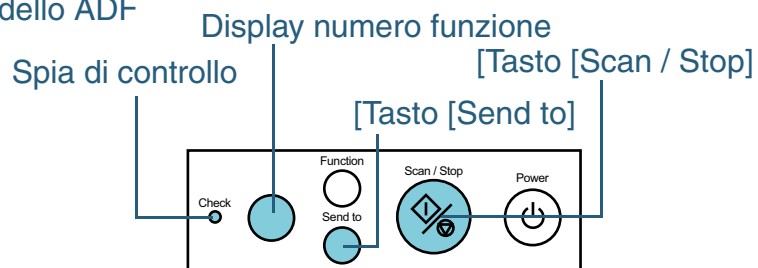 dello ADF
Display numero funzione
Spia di controllo
[Tasto [Scan / Stop]
[Tasto [Send to]
Function
Scan / Stop
Power
Check
Send to